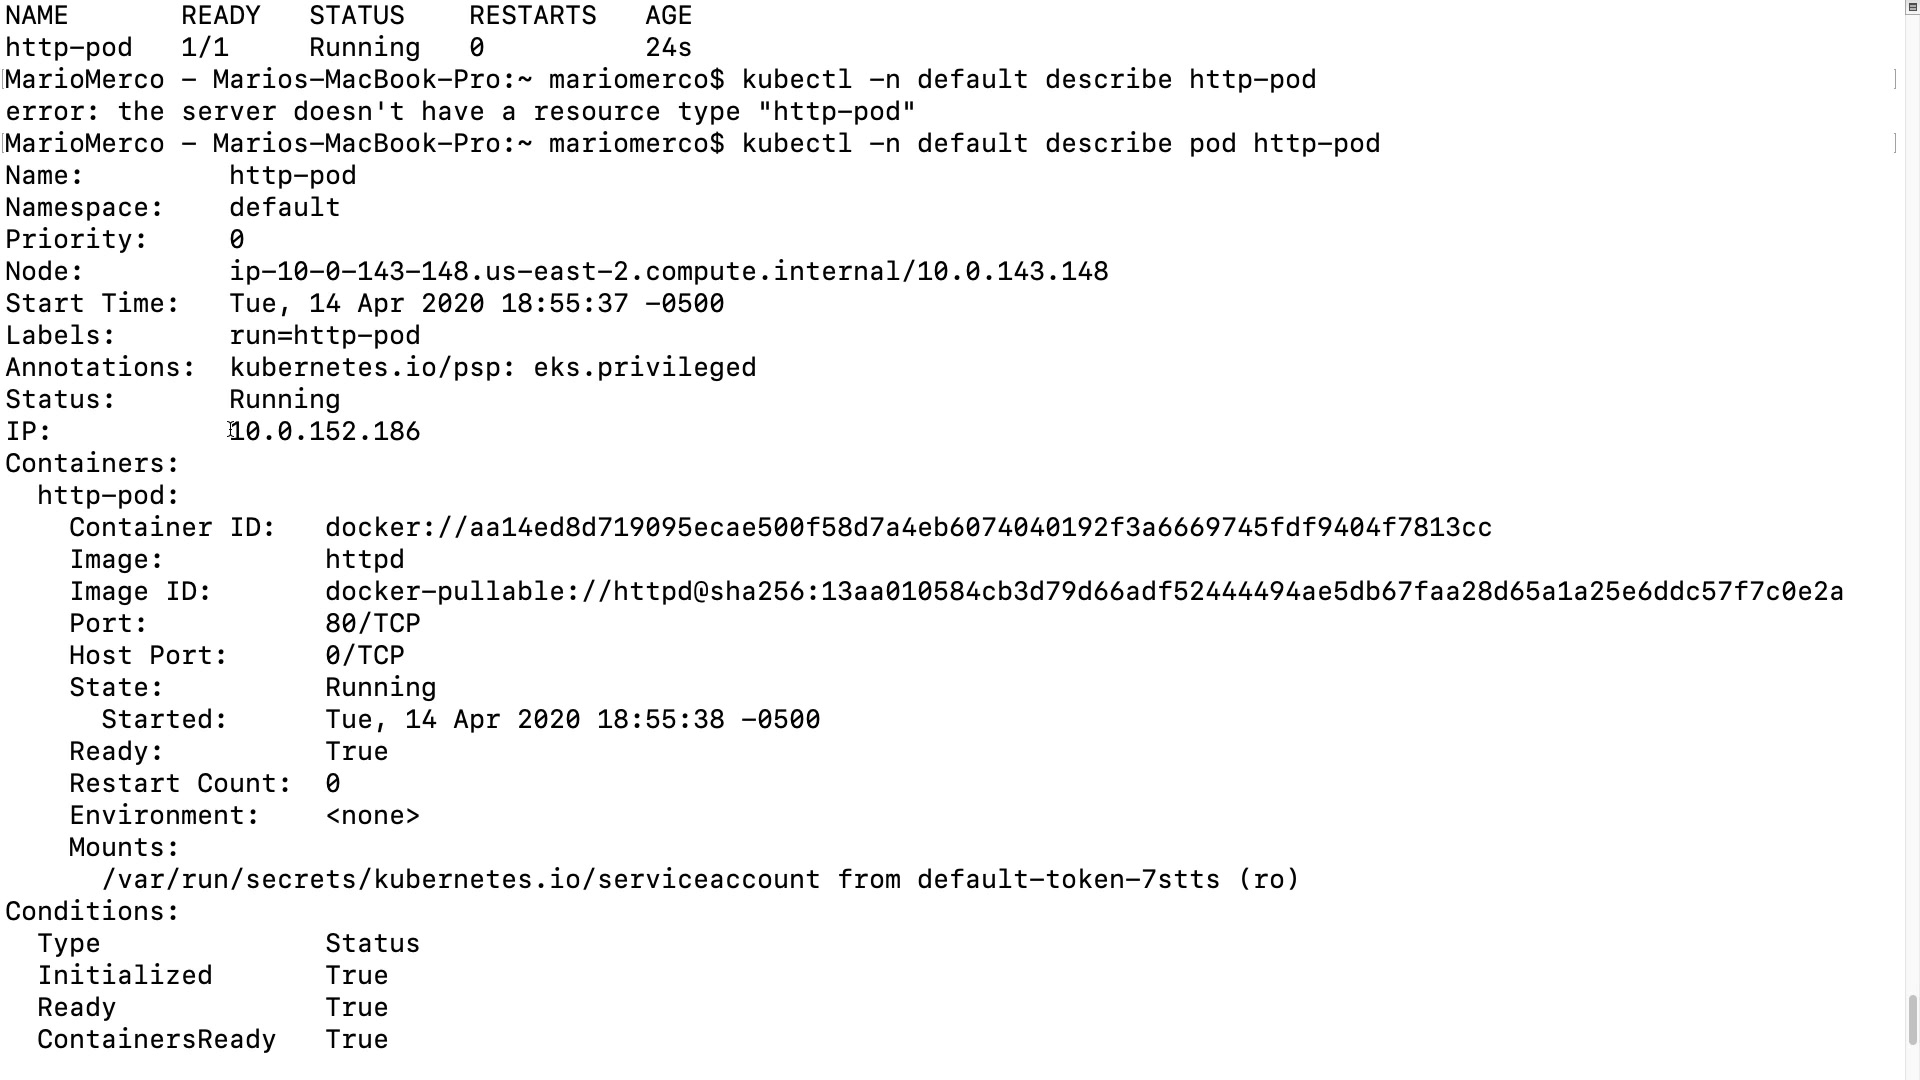 NAME READY STATUS RESTARTS AGE
http-pod 1/1 Running 0 24s
[MarioMerco - Marios-MacBook-Pro:~ mariomerco$ kubectl -n default describe http-pod ]
error: the server doesn't have a resource type "http-pod"
[MarioMerco - Marios-MacBook-Pro:~ mariomerco$ kubectl -n default describe pod http-pod ]
Name: http-pod
Namespace: default
Priority: 0
Node: ip-10-0-143-148.us-east-2.compute.internal/10.0.143.148
Start Time: Tue, 14 Apr 2020 18:55:37 -0500
Labels: run=http-pod
Annotations: kubernetes.io/psp: eks.privileged
Status: Running
IP: 10.0.152.186
Containers:
http-pod:
Container ID: docker://aa14ed8d719095ecae500f58d7a4eb6074040192f3a6669745fdf9404f7813cc
Image: httpd
Image ID: docker-pullable://httpd@sha256:13aa010584cb3d79d66adf52444494ae5db67faa28d65a1a25e6ddc57f7c0e2a
Port: 80/TCP
Host Port: 0/TCP
State: Running
Started: Tue, 14 Apr 2020 18:55:38 -0500
Ready: True
Restart Count: 0
Environment: <none>
Mounts:
/var/run/secrets/kubernetes.io/serviceaccount from default-token-7stts (ro)
Conditions:
Type Status
Initialized True
Ready True
ContainersReady True